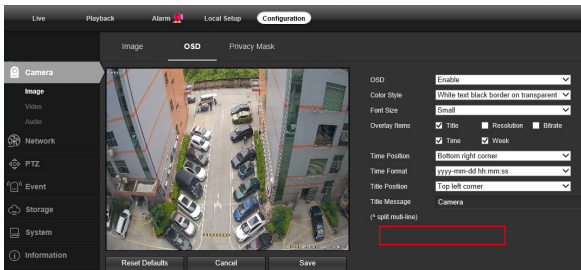 Live Playback Alarm Local Setup Configuration
Image OSD Privacy Mask
Camera
Image
Video
Audio
Network
PTZ
Event
Storage
System
Information
OSD Enable
Color Style White text black border on transparent
Font Size Small
Overlay Items Title Resolution Bitrate
Time Week
Time Position Bottom right corner
Time Format yyyy-mm-dd hh:mm:ss
Title Position Top left corner
Title Message Camera
(^ split muti-line)
Reset Defaults Cancel Save